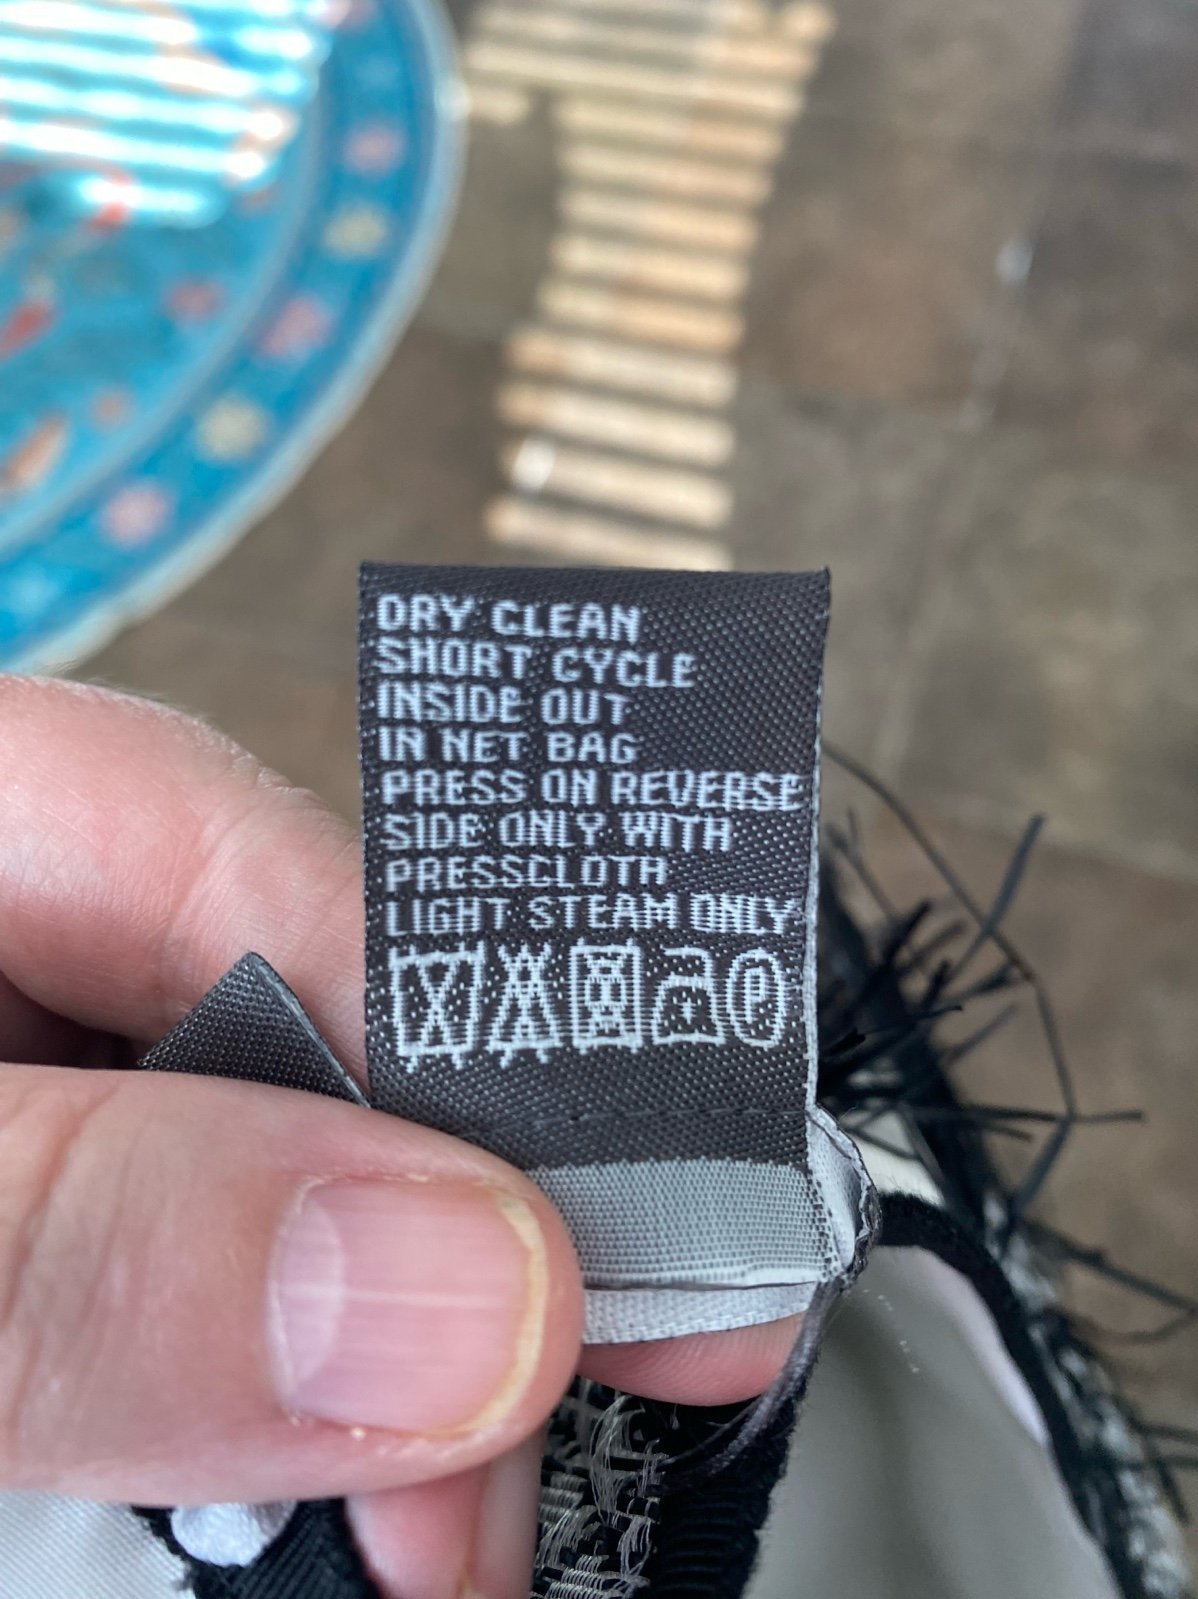 DRY CLEAN
SHORT CYCLE
INSIDE OUT
IN NET BAG
PRESS ON REVERSE
SIDE ONLY WITH
PRESSCLOTH
LIGHT STEAM ONLY
P